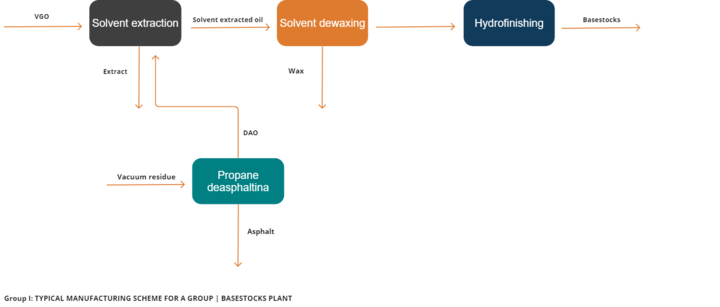 VGO
Solvent extraction
Solvent extracted oil
Solvent dewaxing
Hydrofinishing
Basestocks
Extract
Wax
DAO
Vacuum residue
Propane
deasphaltina
Asphalt
Group I: TYPICAL MANUFACTURING SCHEME FOR A GROUP | BASESTOCKS PLANT